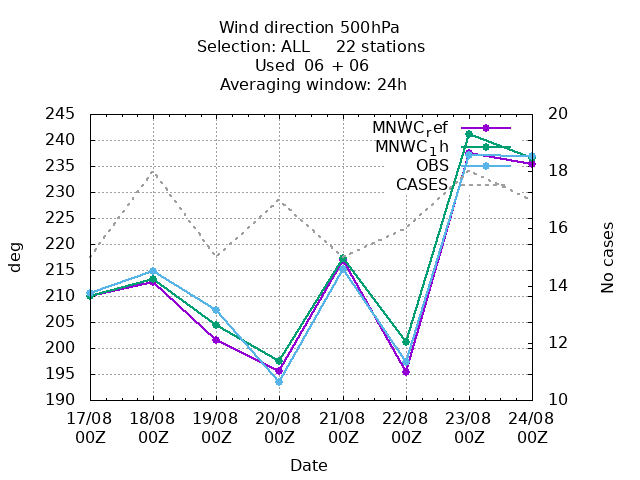 Wind direction 500hPa
Selection: ALL 22 stations
Used 06 + 06
Averaging window: 24h
245
240
235
230
225
220
215
210
205
200
195
190
20
18
16
14
12
10
deg
No cases
MNWCref
MNWC1h
OBS
CASES
17/08 18/08 19/08 20/08 21/08 22/08 23/08 24/08
00Z 00Z 00Z 00Z 00Z 00Z 00Z 00Z
Date